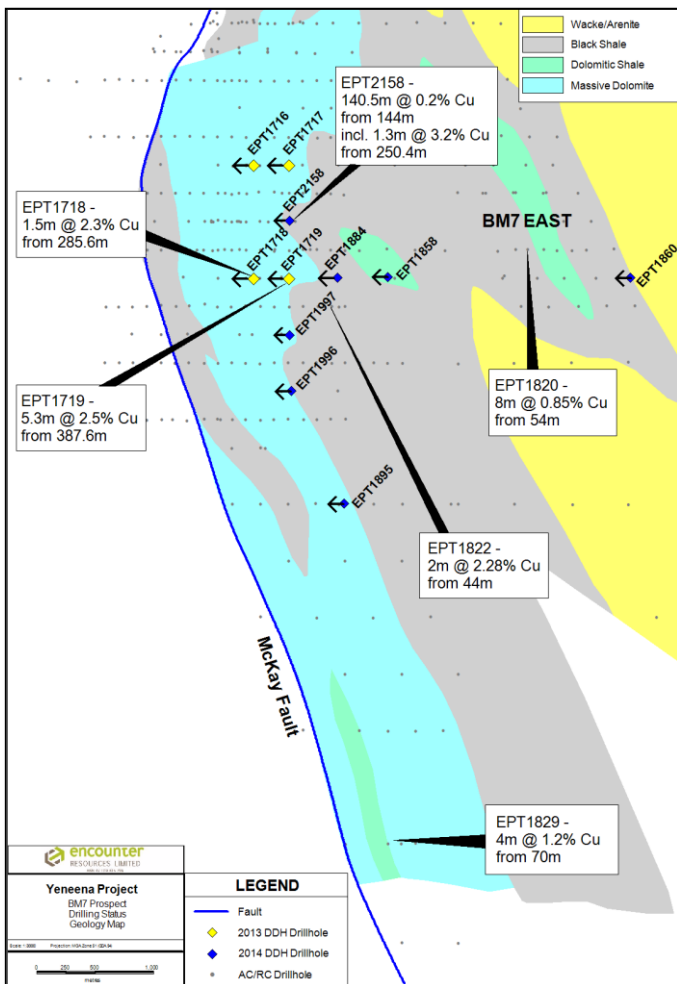 Wacke/Arenite
Black Shale
Dolomitic Shale
Massive Dolomite
EPT2158 -
140.5m @ 0.2% Cu
from 144m
incl. 1.3m @ 3.2% Cu
from 250.4m
EPT1716
EPT1717
EPT2158
EPT1718 -
1.5m @ 2.3% Cu
from 285.6m
BM7 EAST
EPT1718
EPT1719
EPT1884
EPT1858
EPT1860
EPT1997
EPT1996
EPT1719 -
5.3m @ 2.5% Cu
from 387.6m
EPT1820 -
8m @ 0.85% Cu
from 54m
EPT1895
EPT1822 -
2m @ 2.28% Cu
from 44m
McKay Fault
EPT1829 -
4m @ 1.2% Cu
from 70m
encounter
RESOURCES LIMITED
Yeneena Project
BM7 Prospect
Drilling Status
Geology Map
0 250 500 1,000
metres
LEGEND
Fault
2013 DDH Drillhole
2014 DDH Drillhole
AC/RC Drillhole